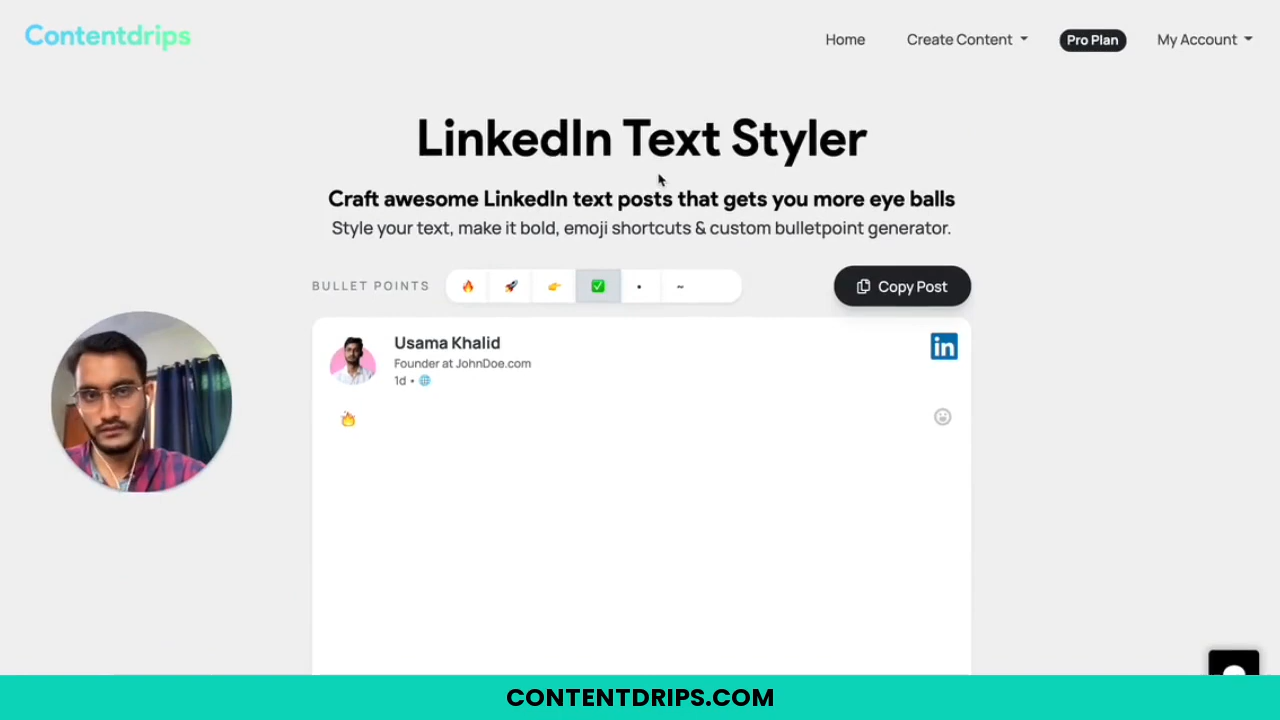 Contentdrips
Home
Create Content
Pro Plan
My Account
LinkedIn Text Styler
Craft awesome LinkedIn text posts that gets you more eye balls
Style your text, make it bold, emoji shortcuts & custom bulletpoint generator.
BULLET POINTS
🔥 🚀 👉 ✅ • ~
Copy Post
Usama Khalid
in
Founder at JohnDoe.com
1d • 🌐
🔥
CONTENTDRIPS.COM